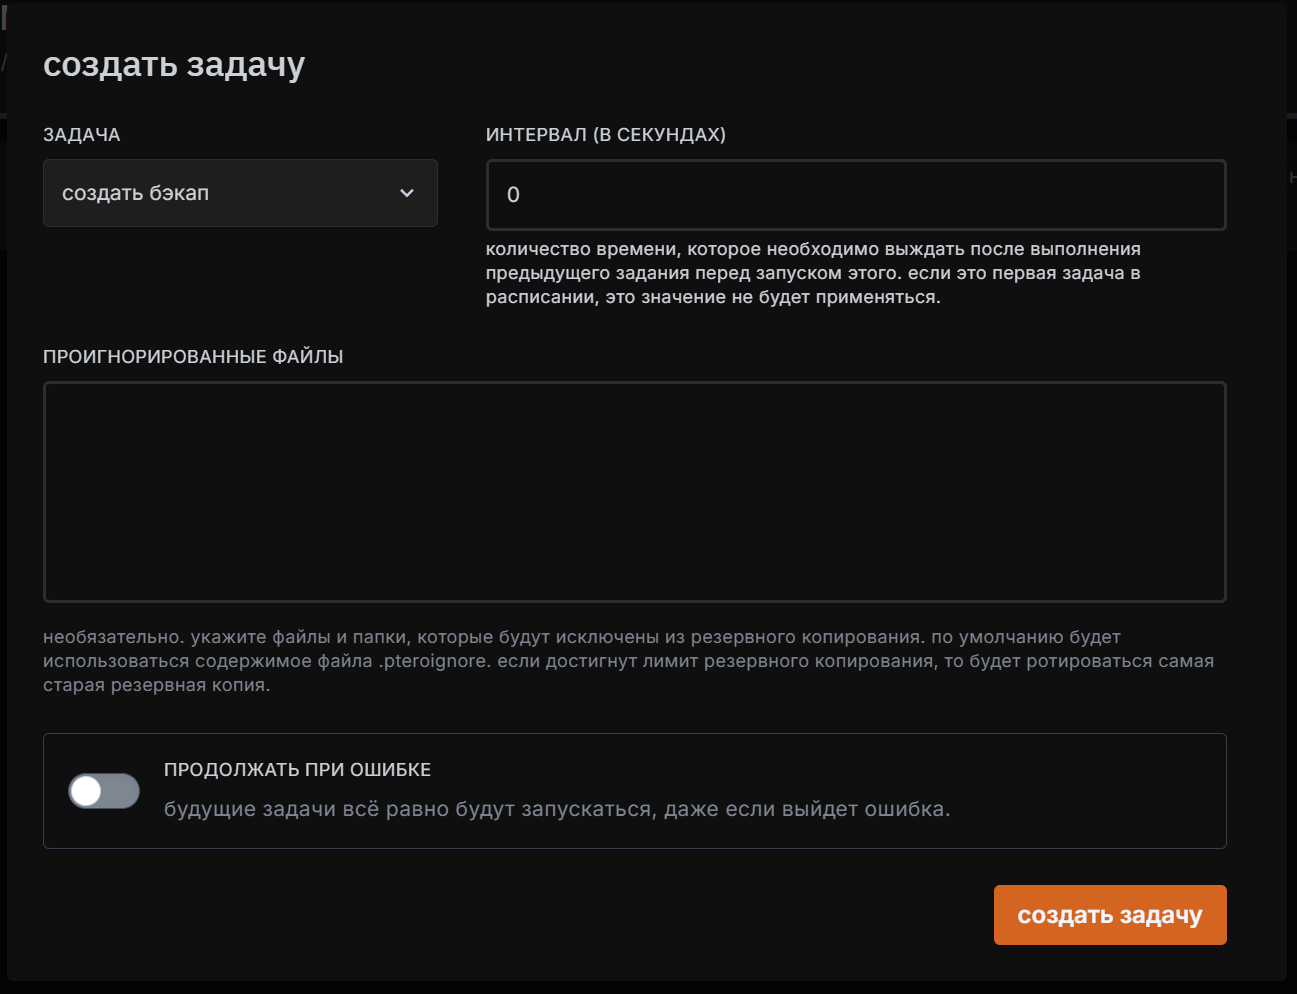 создать задачу
ЗАДАЧА
ИНТЕРВАЛ (В СЕКУНДАХ)
создать бэкап
0
количество времени, которое необходимо выждать после выполнения
предыдущего задания перед запуском этого. если это первая задача в
расписании, это значение не будет применяться.
ПРОИГНОРИРОВАННЫЕ ФАЙЛЫ
необязательно. укажите файлы и папки, которые будут исключены из резервного копирования. по умолчанию будет
использоваться содержимое файла .pteroignore. если достигнут лимит резервного копирования, то будет ротироваться самая
старая резервная копия.
ПРОДОЛЖАТЬ ПРИ ОШИБКЕ
будущие задачи всё равно будут запускаться, даже если выйдет ошибка.
создать задачу